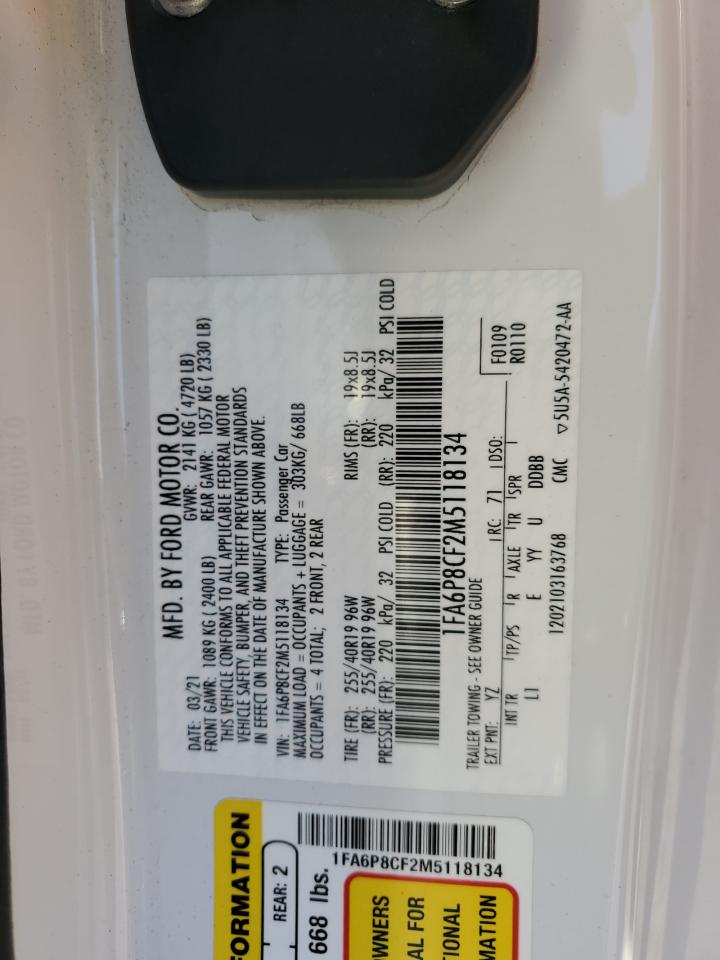 MFD. BY FORD MOTOR CO.
DATE: 03/21 GVWR: 2141 KG ( 4720 LB)
FRONT GAWR: 1089 KG ( 2400 LB) REAR GAWR: 1057 KG ( 2330 LB)
THIS VEHICLE CONFORMS TO ALL APPLICABLE FEDERAL MOTOR
VEHICLE SAFETY, BUMPER, AND THEFT PREVENTION STANDARDS
IN EFFECT ON THE DATE OF MANUFACTURE SHOWN ABOVE.
VIN: 1FA6P8CF2M5118134 TYPE: Passenger Car
MAXIMUM LOAD = OCCUPANTS + LUGGAGE = 303KG/ 668LB
OCCUPANTS = 4 TOTAL; 2 FRONT, 2 REAR
TIRE (FR): 255/40R19 96W RIMS (FR): 19x8.5J
(RR): 255/40R19 96W (RR): 19x8.5J
PRESSURE (FR): 220 kPa/ 32 PSI COLD (RR): 220 kPa/ 32 PSI COLD
1FA6P8CF2M5118134
TRAILER TOWING - SEE OWNER GUIDE
EXT PNT: YZ RC: 71 DSO: F0109
R0110
INT TR TP/PS R AXLE TR SPR
LI E YY U DDBB
1202103163768 CMC ▽5U5A-5420472-AA
FORMATION
REAR: 2
668 lbs.
1FA6P8CF2M5118134
WNERS
AL FOR
IONAL
MATION